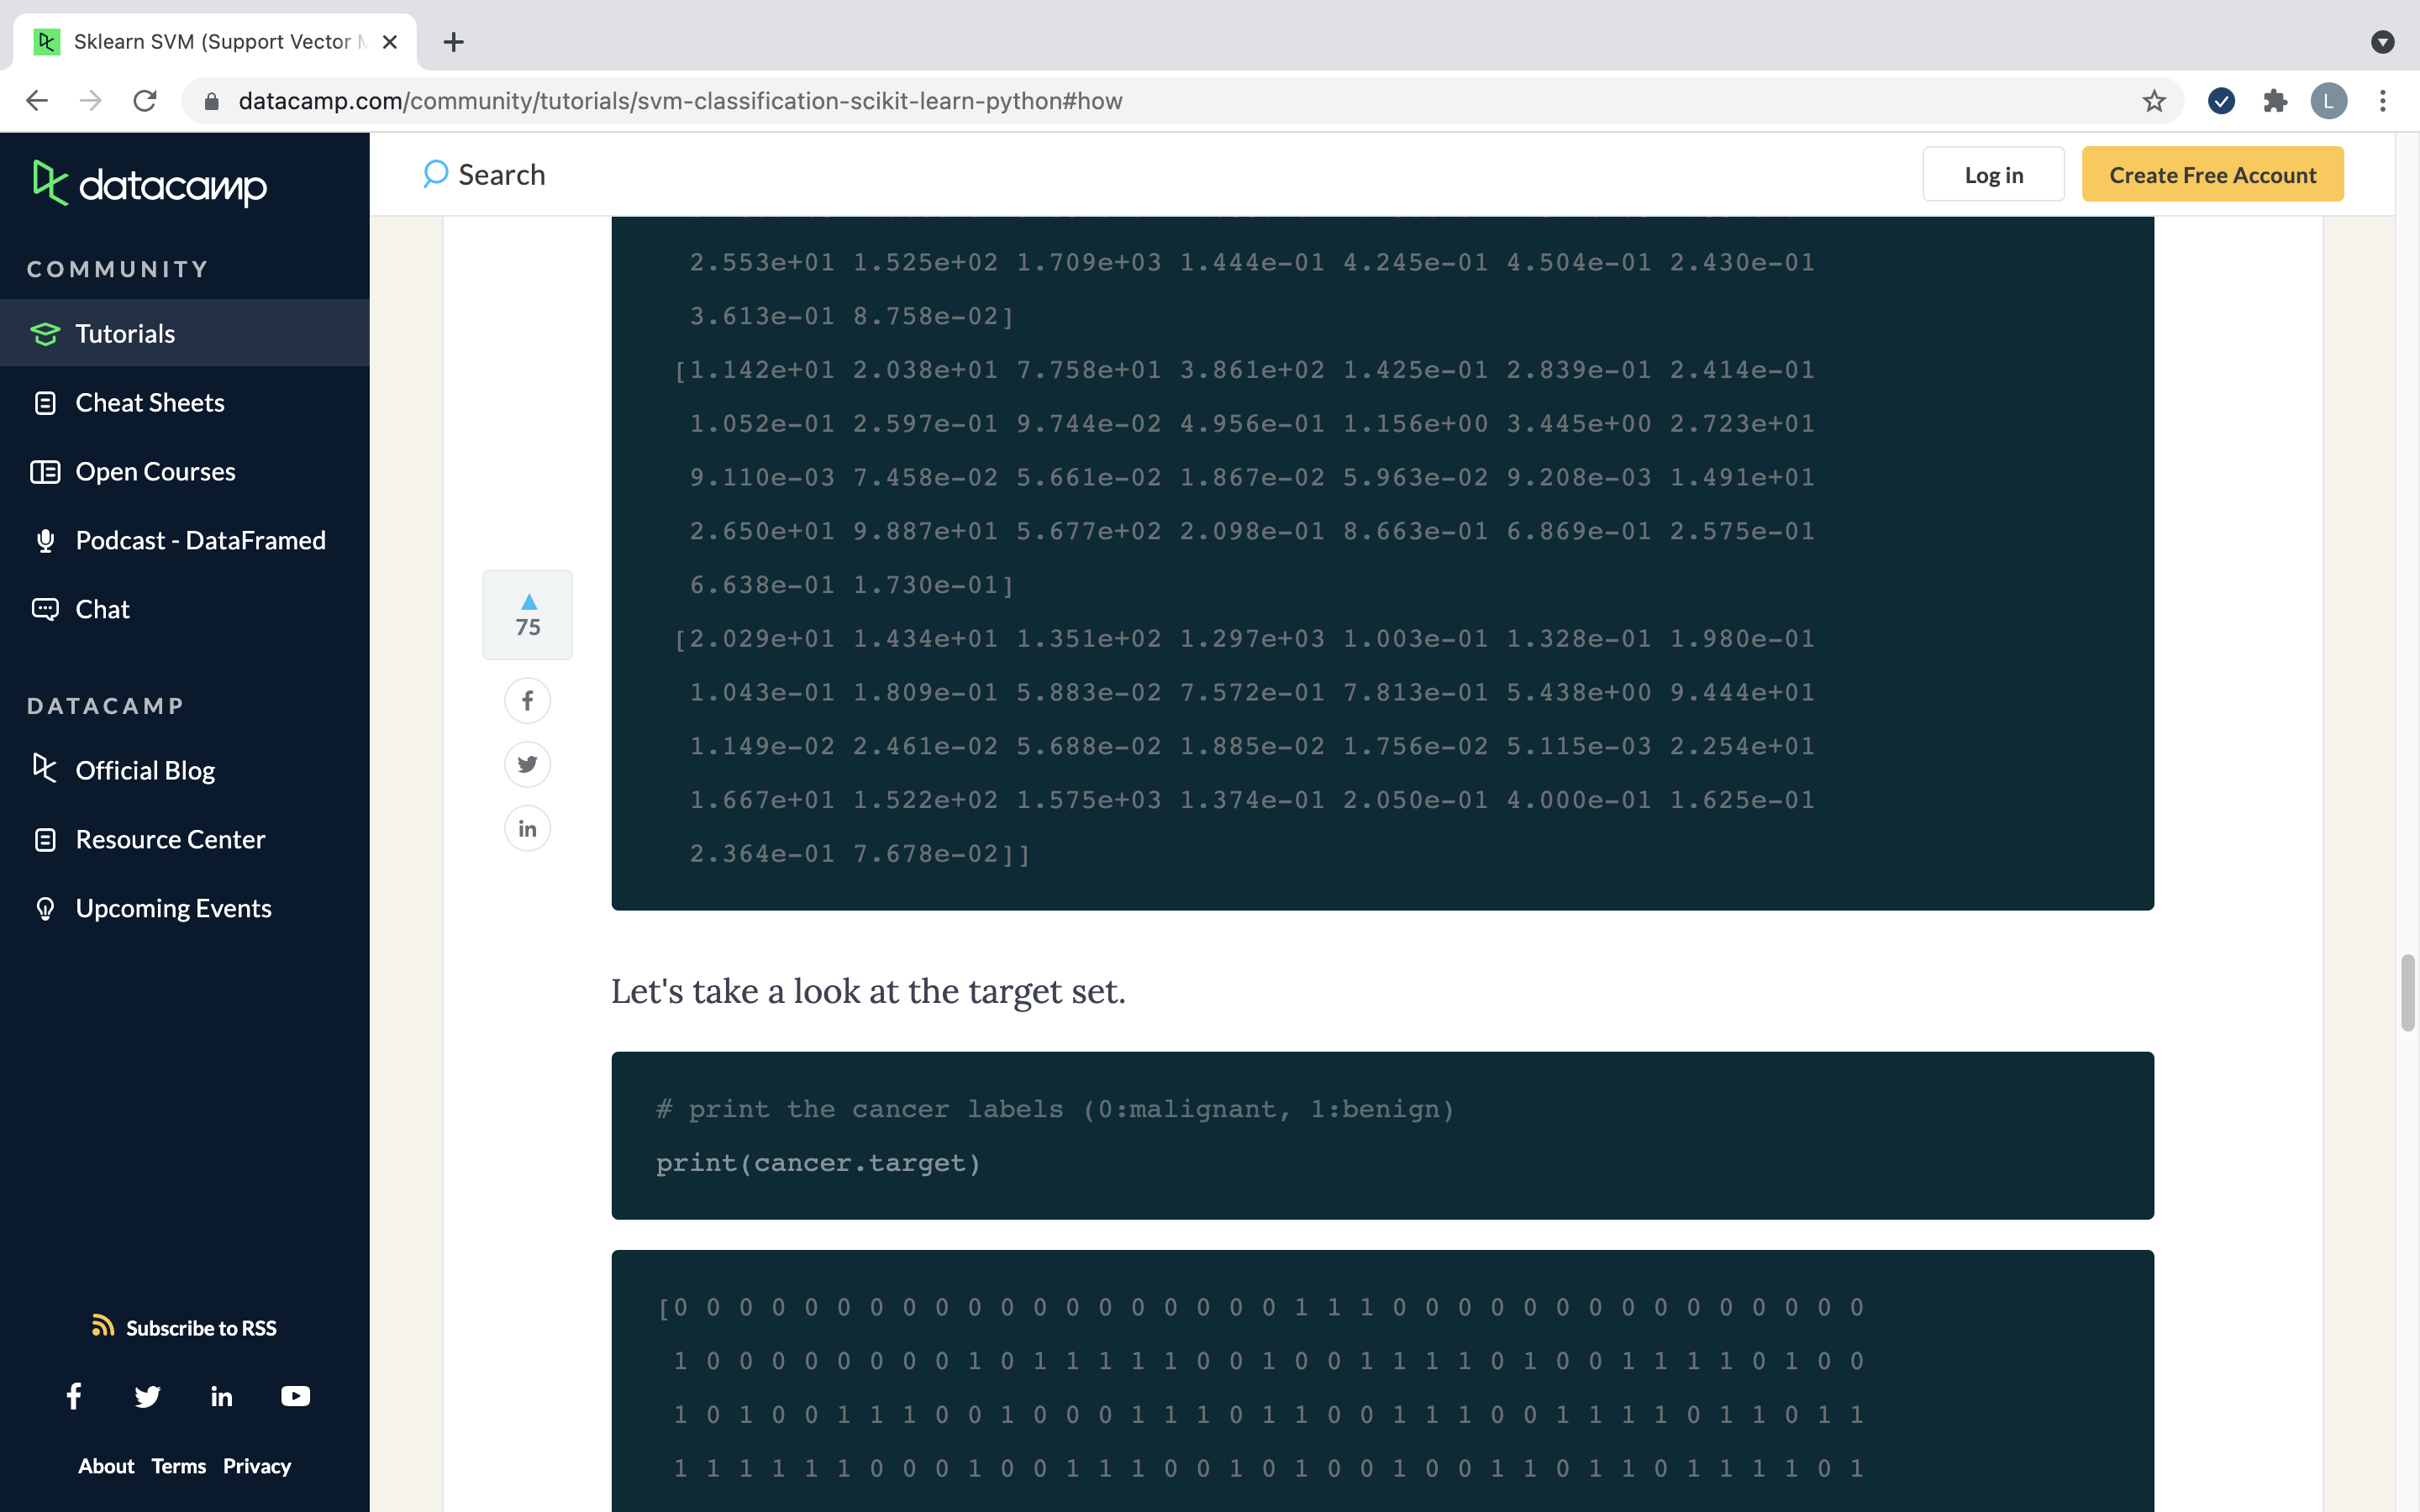 Sklearn SVM (Support Vector M
datacamp.com/community/tutorials/svm-classification-scikit-learn-python#how
L
datacamp
Search
Log in
Create Free Account
COMMUNITY
Tutorials
Cheat Sheets
Open Courses
Podcast - DataFramed
Chat
DATACAMP
Official Blog
Resource Center
Upcoming Events
Subscribe to RSS
About Terms Privacy
75
2.553e+01 1.525e+02 1.709e+03 1.444e-01 4.245e-01 4.504e-01 2.430e-01
3.613e-01 8.758e-02]
[1.142e+01 2.038e+01 7.758e+01 3.861e+02 1.425e-01 2.839e-01 2.414e-01
1.052e-01 2.597e-01 9.744e-02 4.956e-01 1.156e+00 3.445e+00 2.723e+01
9.110e-03 7.458e-02 5.661e-02 1.867e-02 5.963e-02 9.208e-03 1.491e+01
2.650e+01 9.887e+01 5.677e+02 2.098e-01 8.663e-01 6.869e-01 2.575e-01
6.638e-01 1.730e-01]
[2.029e+01 1.434e+01 1.351e+02 1.297e+03 1.003e-01 1.328e-01 1.980e-01
1.043e-01 1.809e-01 5.883e-02 7.572e-01 7.813e-01 5.438e+00 9.444e+01
1.149e-02 2.461e-02 5.688e-02 1.885e-02 1.756e-02 5.115e-03 2.254e+01
1.667e+01 1.522e+02 1.575e+03 1.374e-01 2.050e-01 4.000e-01 1.625e-01
2.364e-01 7.678e-02]]
Let's take a look at the target set.
# print the cancer labels (0:malignant, 1:benign)
print(cancer.target)
[0 0 0 0 0 0 0 0 0 0 0 0 0 0 0 0 0 0 0 1 1 1 0 0 0 0 0 0 0 0 0 0 0 0 0 0 0
1 0 0 0 0 0 0 0 0 1 0 1 1 1 1 1 0 0 1 0 0 1 1 1 1 0 1 0 0 1 1 1 1 0 1 0 0
1 0 1 0 0 1 1 1 0 0 1 0 0 0 1 1 1 0 1 1 0 0 1 1 1 0 0 1 1 1 1 0 1 1 0 1 1
1 1 1 1 1 1 0 0 0 1 0 0 1 1 1 0 0 1 0 1 0 0 1 0 0 1 1 0 1 1 0 1 1 1 1 0 1